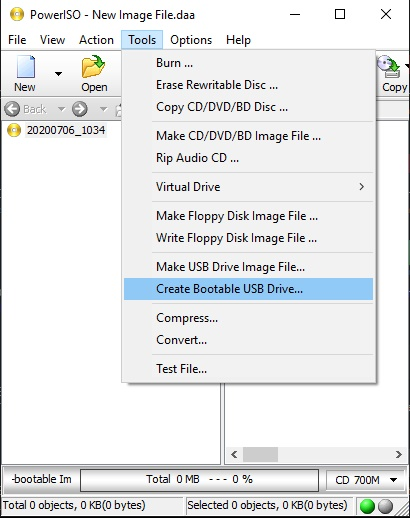 PowerISO - New Image File.daa
File View Action Tools Options Help
New Open Copy
Back
20200706_1034
Burn ...
Erase Rewritable Disc ...
Copy CD/DVD/BD Disc ...
Make CD/DVD/BD Image File ...
Rip Audio CD ...
Virtual Drive
Make Floppy Disk Image File ...
Write Floppy Disk Image File ...
Make USB Drive Image File...
Create Bootable USB Drive...
Compress...
Convert...
Test File...
-bootable Im Total 0 MB --- 0 % CD 700M
Total 0 objects, 0 KB(0 bytes) Selected 0 objects, 0 KB(0 bytes)